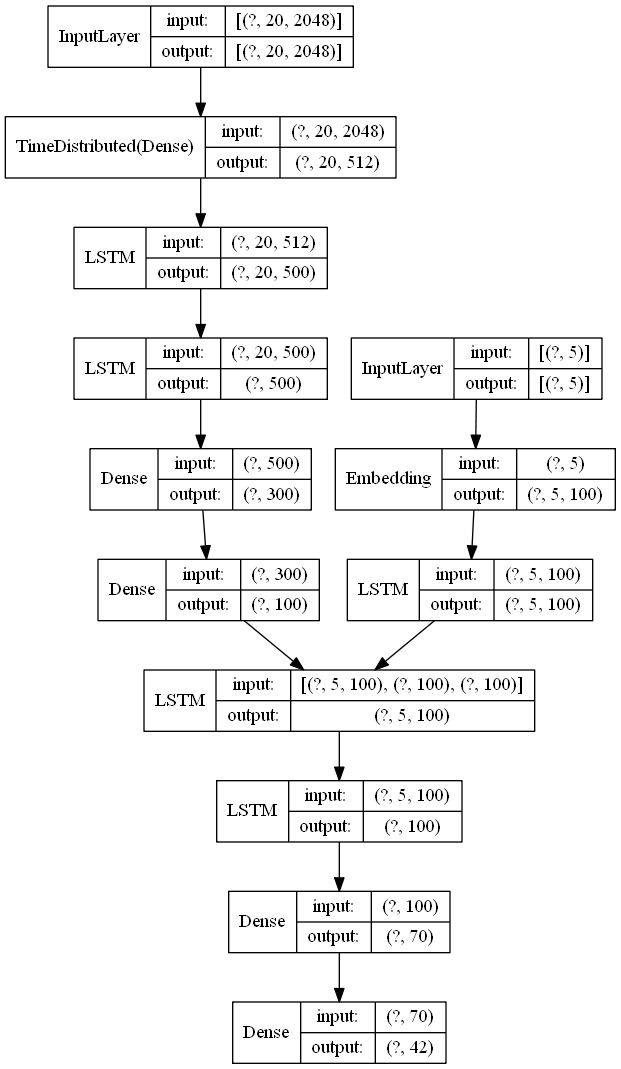 InputLayer
input: [(?, 20, 2048)]
output: [(?, 20, 2048)]
TimeDistributed(Dense)
input: (?, 20, 2048)
output: (?, 20, 512)
LSTM
input: (?, 20, 512)
output: (?, 20, 500)
LSTM
input: (?, 20, 500)
output: (?, 500)
InputLayer
input: [(?, 5)]
output: [(?, 5)]
Dense
input: (?, 500)
output: (?, 300)
Embedding
input: (?, 5)
output: (?, 5, 100)
Dense
input: (?, 300)
output: (?, 100)
LSTM
input: (?, 5, 100)
output: (?, 5, 100)
LSTM
input: [(?, 5, 100), (?, 100), (?, 100)]
output: (?, 5, 100)
LSTM
input: (?, 5, 100)
output: (?, 100)
Dense
input: (?, 100)
output: (?, 70)
Dense
input: (?, 70)
output: (?, 42)